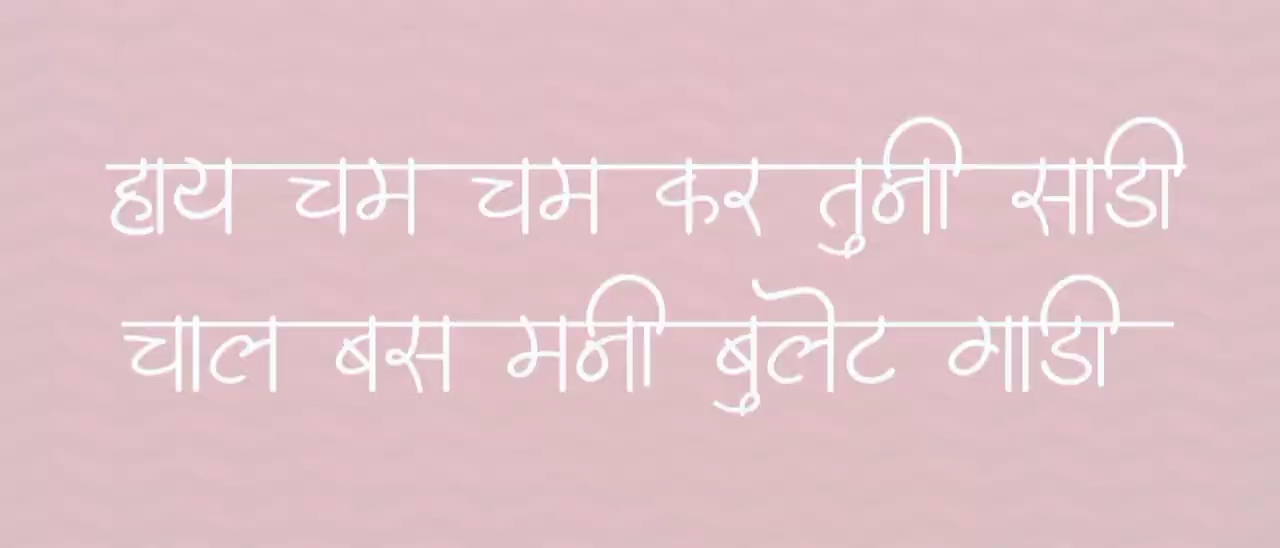 हाय चम चम कर तुनी साडी
चाल बस मनी बुलेट गाडी